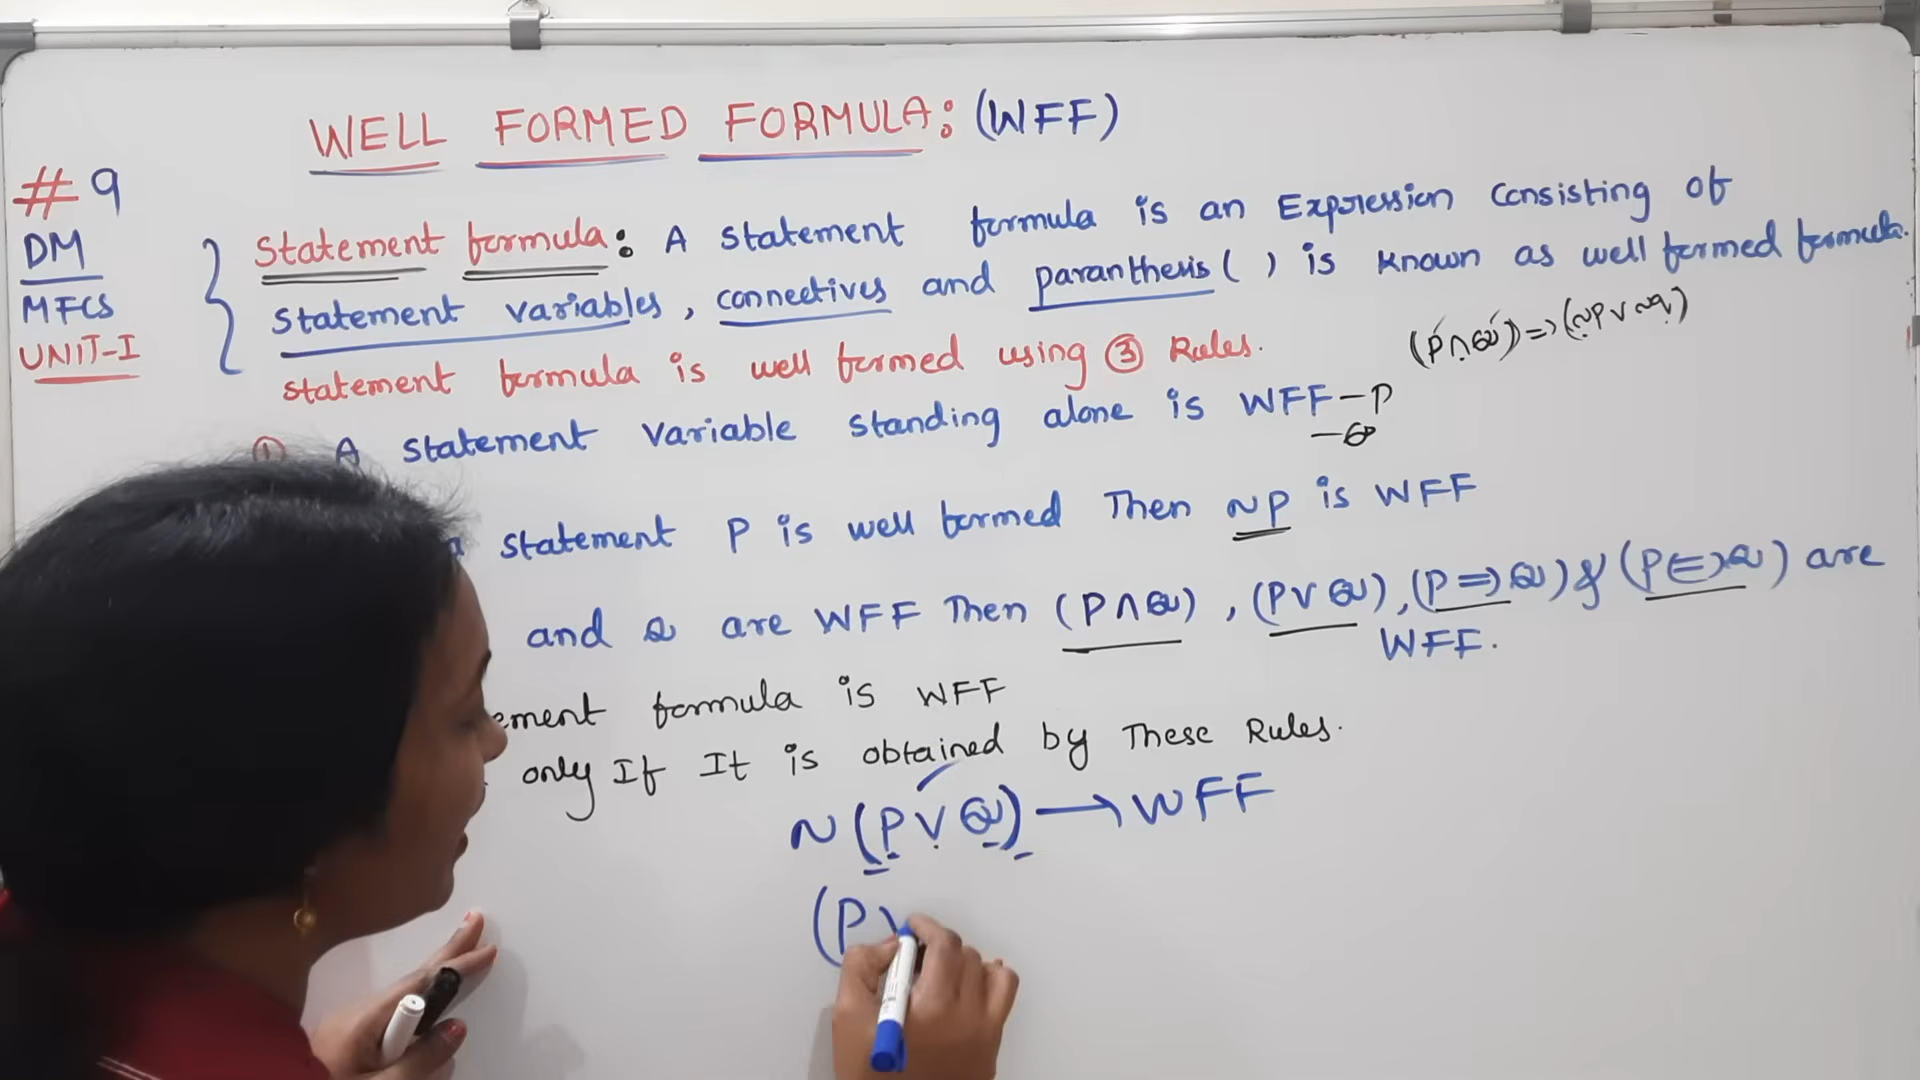 WELL FORMED FORMULA: (WFF)
#9
DM
MFCS
UNIT-I
Statement formula: A statement formula is an Expression consisting of
statement variables, connectives and paranthesis ( ) is known as well formed formula.
(P∧Q)=>(~P∨~q)
statement formula is well formed using ③ Rules.
① A statement variable standing alone is WFF-P
-Q
a statement P is well formed Then ~P is WFF
and Q are WFF Then (P∧Q), (P∨Q), (P=>Q) & (P<=>Q) are
WFF.
ement formula is WFF
only If It is obtained by These Rules.
~(P∨Q)→WFF
(P∨